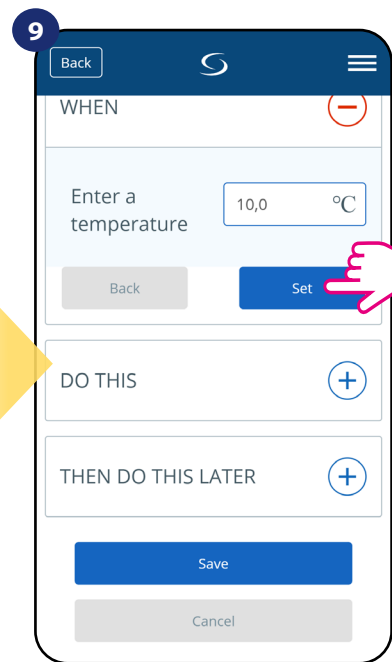 9
Back
WHEN
Enter a
temperature
10,0 °C
Back
Set
DO THIS
THEN DO THIS LATER
Save
Cancel